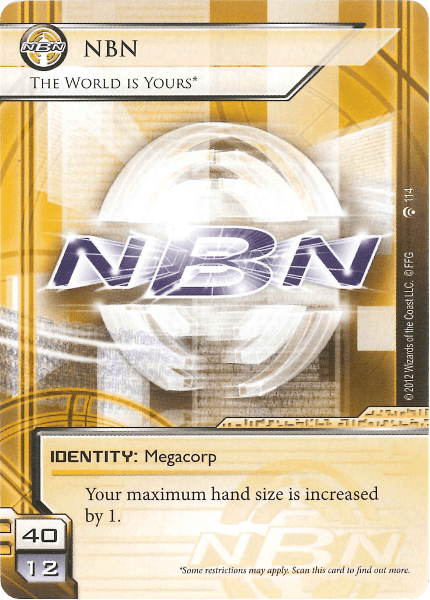 NBN
NBN
The World is Yours*
NBN
114
© 2012 Wizards of the Coast LLC. © FFG
IDENTITY: Megacorp
Your maximum hand size is increased
by 1.
40
12
NBN
*Some restrictions may apply. Scan this card to find out more.